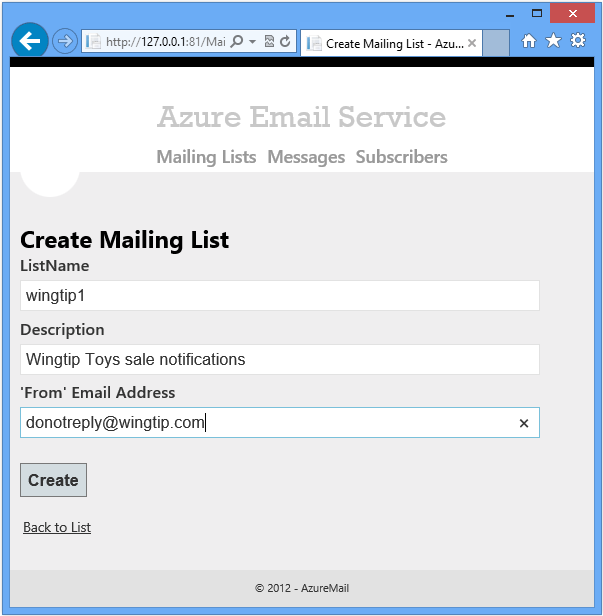 http://127.0.0.1:81/Mai
Create Mailing List - Azu...
Azure Email Service
Mailing Lists Messages Subscribers
Create Mailing List
ListName
wingtip1
Description
Wingtip Toys sale notifications
'From' Email Address
donotreply@wingtip.com
Create
Back to List
© 2012 - AzureMail